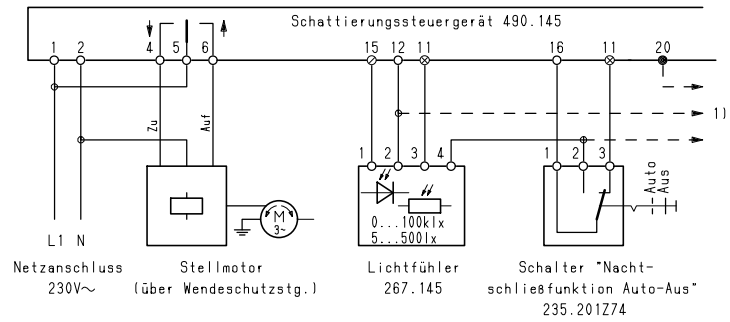 Schattierungssteuergerät 490.145
1 2 4 5 6 15 12 11 16 11 20
Zu
Auf
1)
1 2 3 4
1 2 3
Auto
Aus
M
3~
0...100klx
5...500lx
L1 N
Netzanschluss
230V~
Stellmotor
(über Wendeschutzstg.)
Lichtfühler
267.145
Schalter "Nacht-
schließfunktion Auto-Aus"
235.201Z74